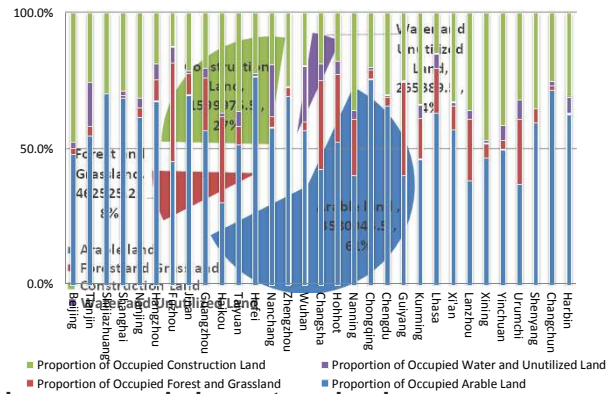 100.0%
50.0%
0.0%
Construction
Land,
27%
Water and
Unutilized
Land,
4%
Forest and
Grassland,
8%
Arable land,
Arable land
Forest and Grassland
Construction Land
Water and Unutilized Land
Beijing
Tianjin
Shijiazhuang
Shanghai
Nanjing
Hangzhou
Fuzhou
Jinan
Guangzhou
Haikou
Taiyuan
Hefei
Nanchang
Zhengzhou
Wuhan
Changsha
Hohhot
Nanning
Chongqing
Chengdu
Guiyang
Kunming
Lhasa
Xi'an
Lanzhou
Xining
Yinchuan
Urumchi
Shenyang
Changchun
Harbin
Proportion of Occupied Construction Land
Proportion of Occupied Water and Unutilized Land
Proportion of Occupied Forest and Grassland
Proportion of Occupied Arable Land